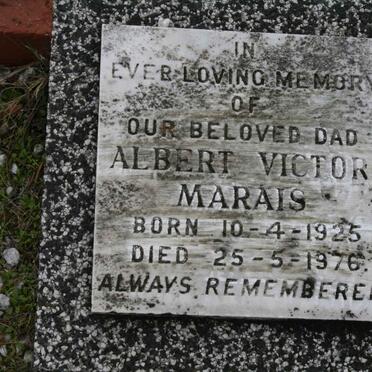 IN
EVER-LOVING MEMORY
OF
OUR BELOVED DAD
ALBERT VICTOR
MARAIS
BORN 10-4-1925
DIED 25-5-1976.
ALWAYS REMEMBERED